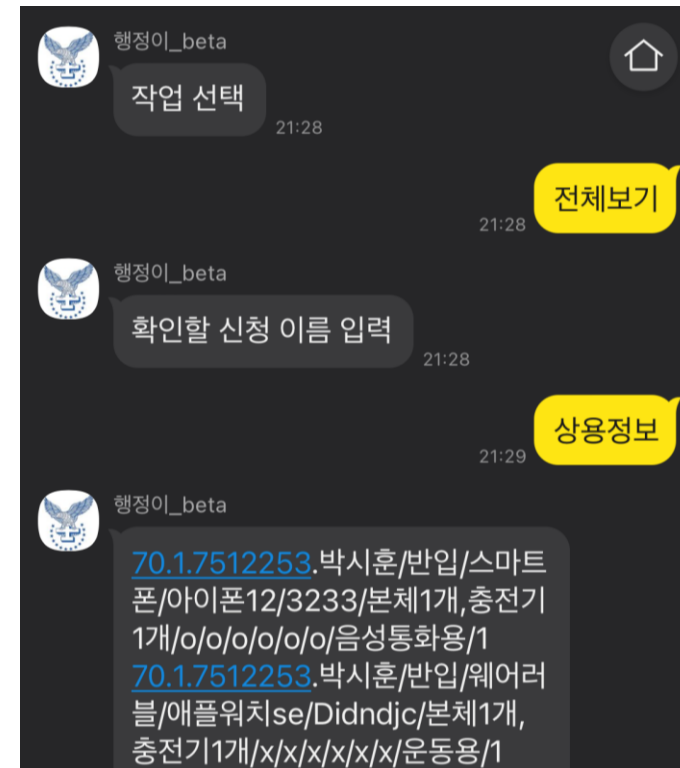 행정이_beta
작업 선택
21:28
전체보기
21:28
행정이_beta
확인할 신청 이름 입력
21:28
상용정보
21:29
행정이_beta
70.1.7512253.박시훈/반입/스마트
폰/아이폰12/3233/본체1개,충전기
1개/o/o/o/o/o/o/음성통화용/1
70.1.7512253.박시훈/반입/웨어러
블/애플워치se/Didndjc/본체1개,
충전기1개/x/x/x/x/x/x/운동용/1